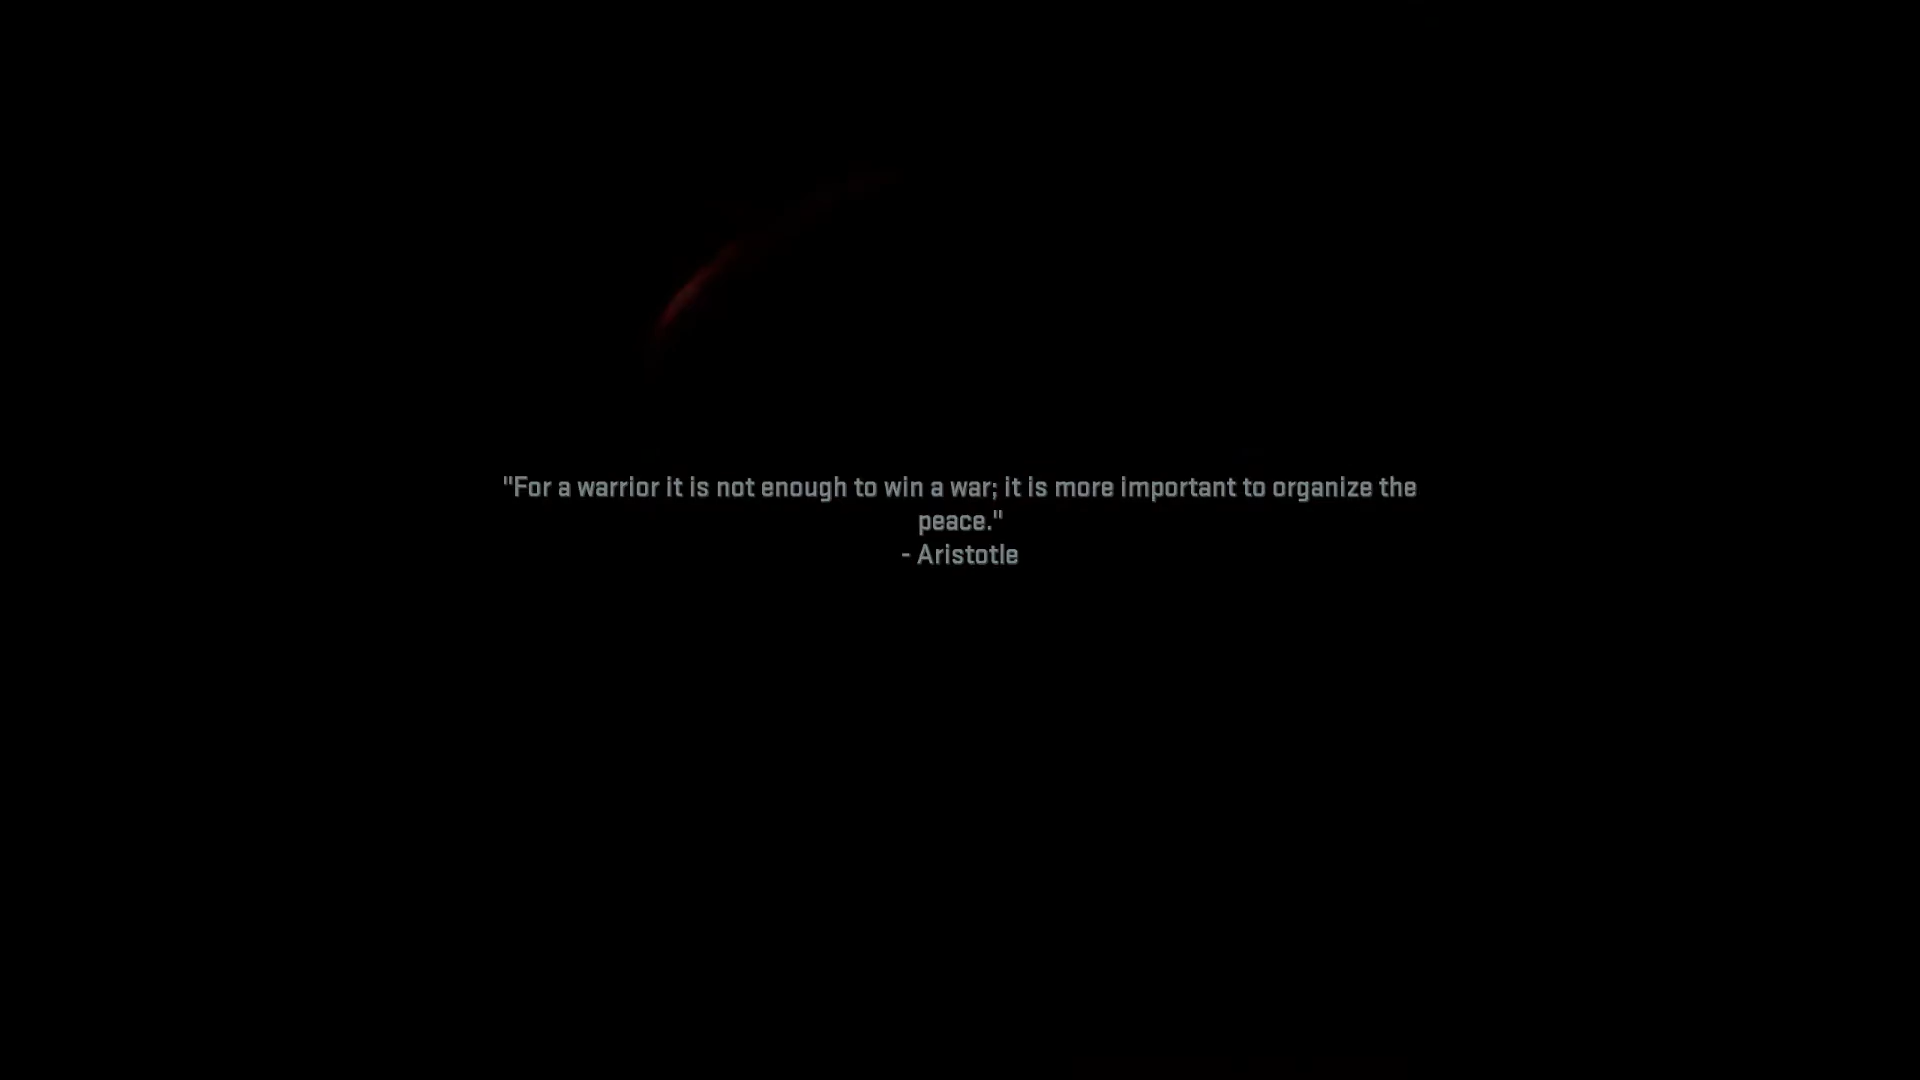 "For a warrior it is not enough to win a war; it is more important to organize the
peace."
- Aristotle